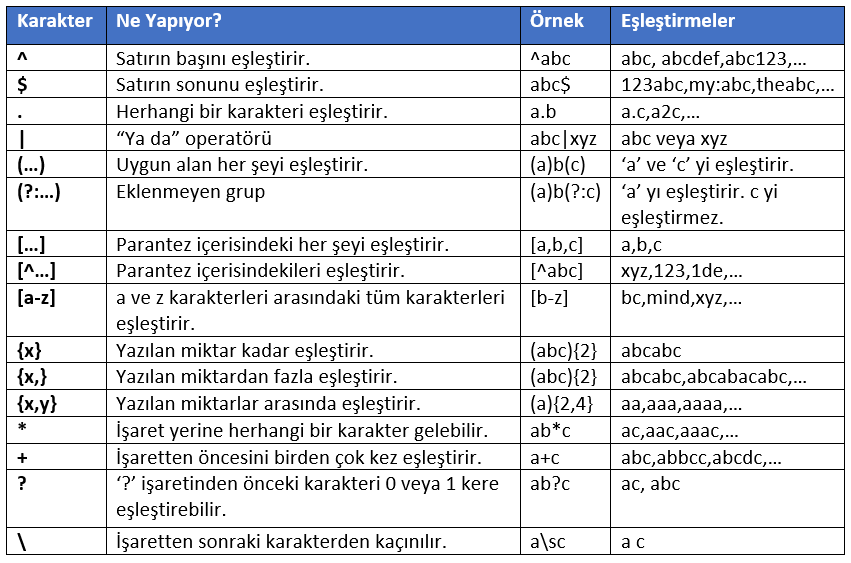 Karakter Ne Yapıyor? Örnek Eşleştirmeler
^ Satırın başını eşleştirir. ^abc abc, abcdef,abc123,…
$ Satırın sonunu eşleştirir. abc$ 123abc,my:abc,theabc,…
. Herhangi bir karakteri eşleştirir. a.b a.c,a2c,…
| “Ya da” operatörü abc|xyz abc veya xyz
(…) Uygun alan her şeyi eşleştirir. (a)b(c) ‘a’ ve ‘c’ yi eşleştirir.
(?:…) Eklenmeyen grup (a)b(?:c) ‘a’ yı eşleştirir. c yi
eşleştirmez.
[…] Parantez içerisindeki her şeyi eşleştirir. [a,b,c] a,b,c
[^…] Parantez içerisindekileri eşleştirir. [^abc] xyz,123,1de,…
[a-z] a ve z karakterleri arasındaki tüm karakterleri [b-z] bc,mind,xyz,…
eşleştirir.
{x} Yazılan miktar kadar eşleştirir. (abc){2} abcabc
{x,} Yazılan miktardan fazla eşleştirir. (abc){2} abcabc,abcabacabc,…
{x,y} Yazılan miktarlar arasında eşleştirir. (a){2,4} aa,aaa,aaaa,…
* İşaret yerine herhangi bir karakter gelebilir. ab*c ac,aac,aaac,…
+ İşaretten öncesini birden çok kez eşleştirir. a+c abc,abbcc,abcdc,…
? ‘?’ işaretinden önceki karakteri 0 veya 1 kere ab?c ac, abc
eşleştirebilir.
\ İşaretten sonraki karakterden kaçınılır. a\sc a c